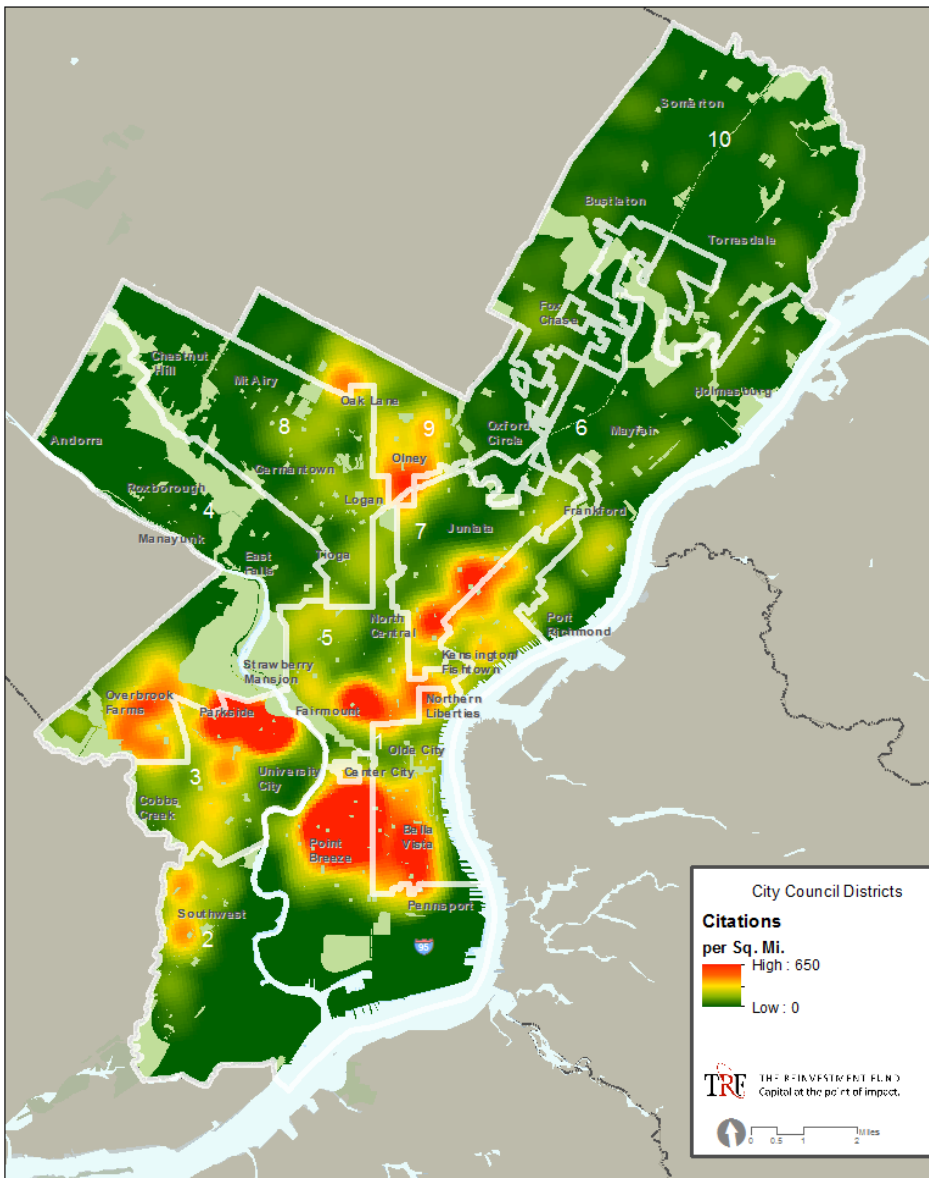 Somarton
10
Bustleton
Torresdale
Fox
Chase
Chestnut
Hill
Mt Airy
Oak Lane
Holmesburg
8
9
Oxford
Circle
6
Mayfair
Andorra
Germantown
Olney
Roxborough
4
Logan
Frankford
7
Juniata
Manayunk
East
Falls
Tioga
5
North
Central
Port
Richmond
Strawberry
Mansion
Kensington/
Fishtown
Overbrook
Farms
Parkside
Fairmount
Northern
Liberties
Olde City
3
University
City
Center City
Cobbs
Creek
Point
Breeze
Bella
Vista
Southwest
2
Pennsport
95
City Council Districts
Citations
per Sq. Mi.
High : 650
Low : 0
TRF THE REINVESTMENT FUND
Capital at the point of impact.
0 0.5 1 2 Miles